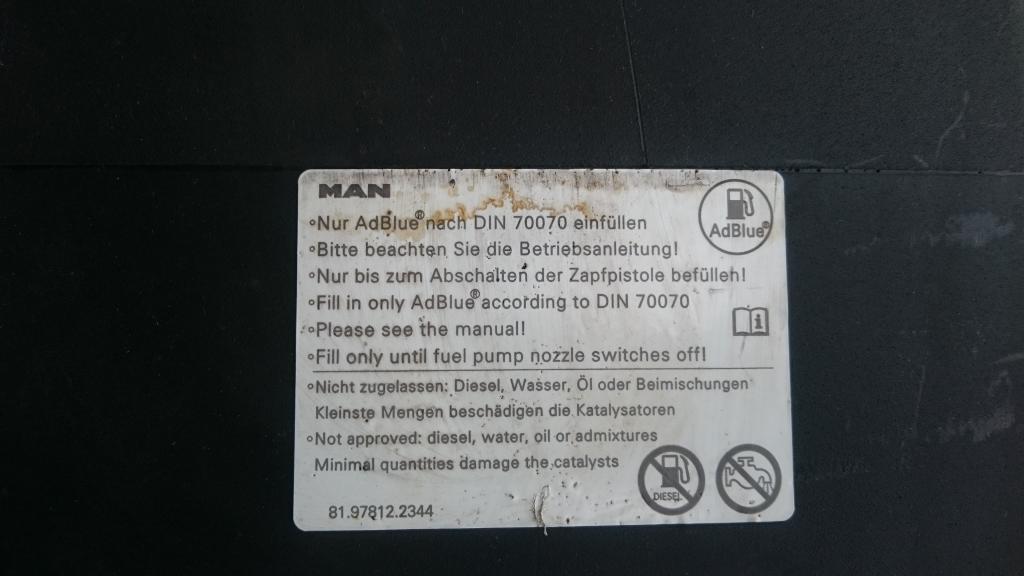 MAN
°Nur AdBlue® nach DIN 70070 einfüllen
AdBlue®
°Bitte beachten Sie die Betriebsanleitung!
°Nur bis zum Abschalten der Zapfpistole befüllen!
°Fill in only AdBlue® according to DIN 70070
°Please see the manual!
°Fill only until fuel pump nozzle switches off!
°Nicht zugelassen: Diesel, Wasser, Öl oder Beimischungen
Kleinste Mengen beschädigen die Katalysatoren
°Not approved: diesel, water, oil or admixtures
Minimal quantities damage the catalysts
DIESEL
81.97812.2344